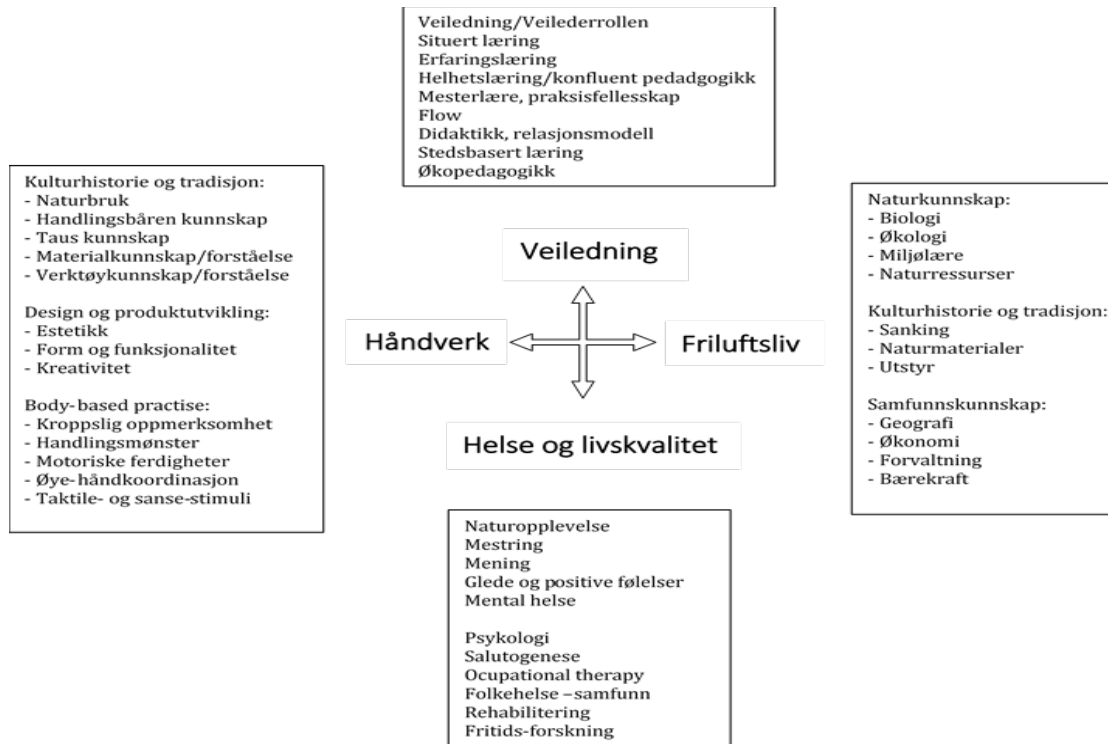 Veiledning/Veilederrollen
Situert læring
Erfaringslæring
Helhetslæring/konfluent pedadgogikk
Mesterlære, praksisfellesskap
Flow
Didaktikk, relasjonsmodell
Stedsbasert læring
Økopedagogikk
Kulturhistorie og tradisjon:
- Naturbruk
- Handlingsbåren kunnskap
- Taus kunnskap
- Materialkunnskap/forståelse
- Verktøykunnskap/forståelse
Design og produktutvikling:
- Estetikk
- Form og funksjonalitet
- Kreativitet
Body-based practise:
- Kroppslig oppmerksomhet
- Handlingsmønster
- Motoriske ferdigheter
- Øye-håndkoordinasjon
- Taktile- og sanse-stimuli
Veiledning
Håndverk
Friluftsliv
Helse og livskvalitet
Naturkunnskap:
- Biologi
- Økologi
- Miljølære
- Naturressurser
Kulturhistorie og tradisjon:
- Sanking
- Naturmaterialer
- Utstyr
Samfunnskunnskap:
- Geografi
- Økonomi
- Forvaltning
- Bærekraft
Naturopplevelse
Mestring
Mening
Glede og positive følelser
Mental helse
Psykologi
Salutogenese
Ocupational therapy
Folkehelse –samfunn
Rehabilitering
Fritids-forskning